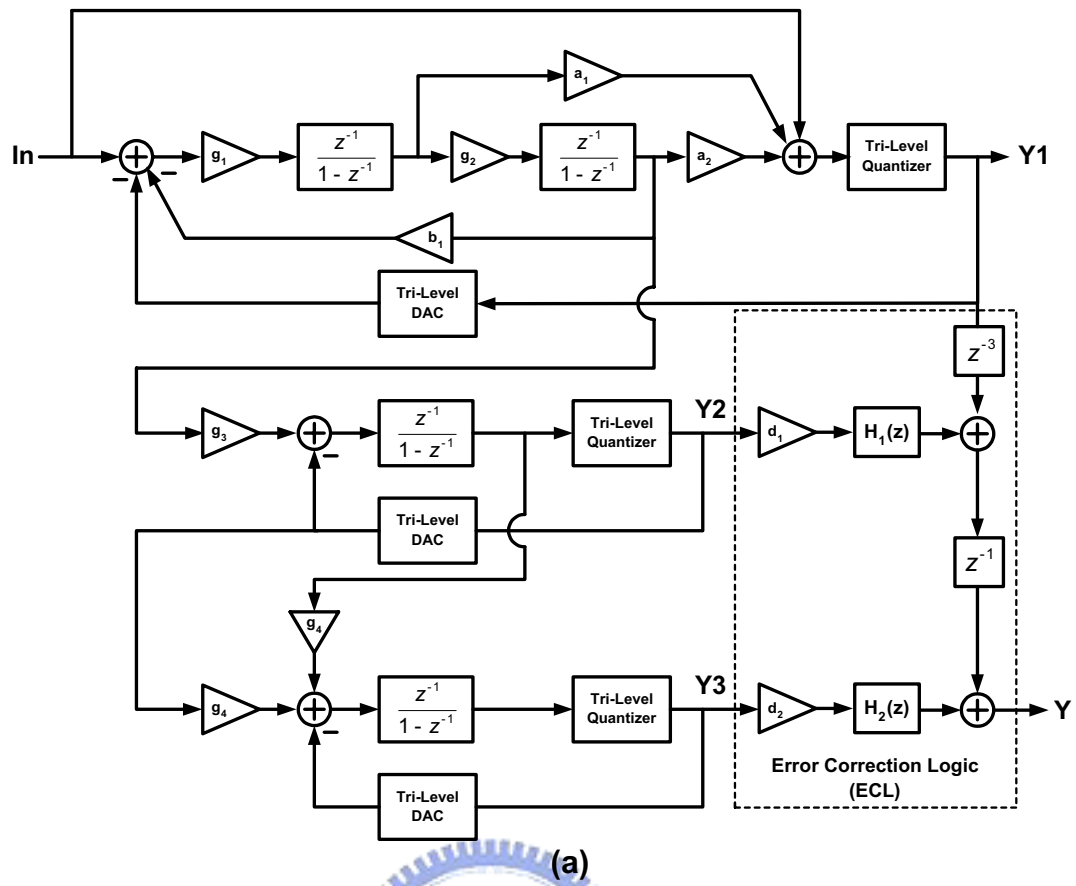 In
g₁
z⁻¹
1 - z⁻¹
g₂
z⁻¹
1 - z⁻¹
a₁
a₂
Tri-Level
Quantizer
Y1
b₁
Tri-Level
DAC
z⁻³
g₃
z⁻¹
1 - z⁻¹
Tri-Level
Quantizer
Y2
d₁
H₁(z)
Tri-Level
DAC
z⁻¹
g₄
g₄
z⁻¹
1 - z⁻¹
Tri-Level
Quantizer
Y3
d₂
H₂(z)
Y
Tri-Level
DAC
Error Correction Logic
(ECL)
(a)